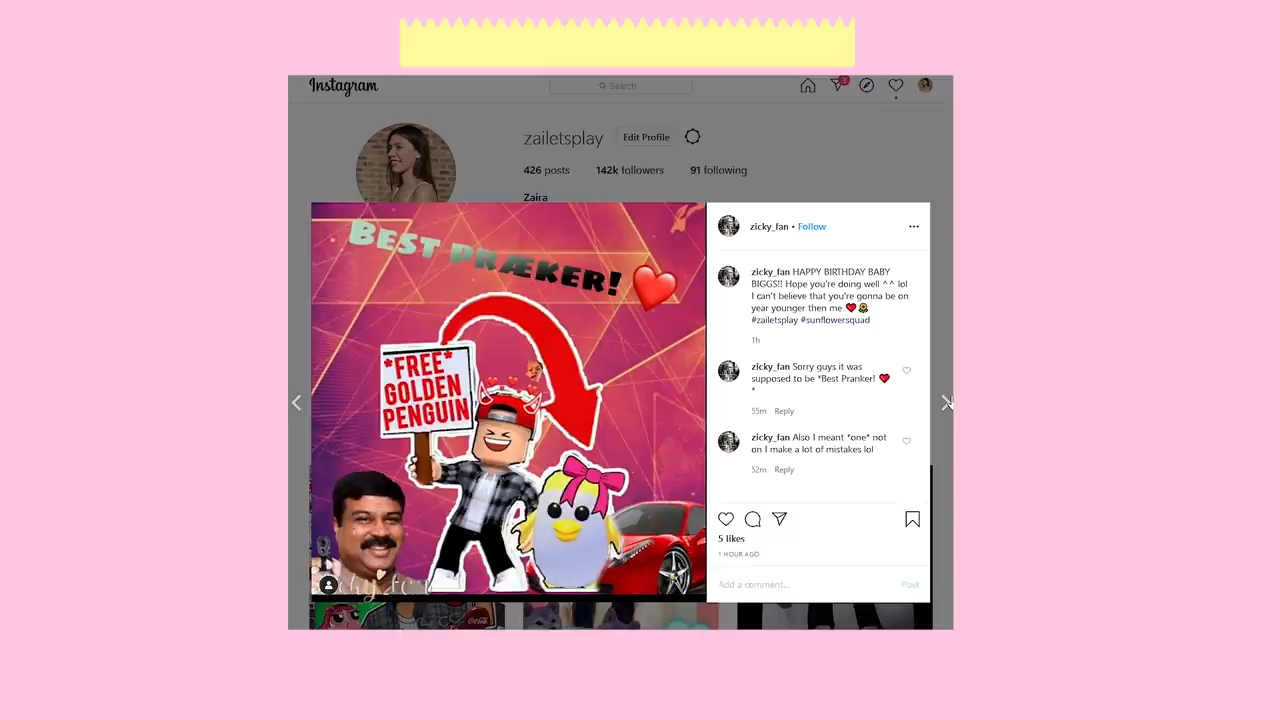 Instagram
Search
3
zailetsplay Edit Profile
426 posts 142k followers 91 following
Zaira
BEST PRÆKER!
*FREE*
GOLDEN
PENGUIN
zicky_fan • Follow
zicky_fan HAPPY BIRTHDAY BABY
BIGGS!! Hope you're doing well ^^ lol
I can't believe that you're gonna be on
year younger then me ❤️🌻
#zailetsplay #sunflowersquad
1h
zicky_fan Sorry guys it was
supposed to be *Best Pranker! ❤️
*
55m Reply
zicky_fan Also I meant *one* not
on I make a lot of mistakes lol
52m Reply
5 likes
1 HOUR AGO
Add a comment... Post
Coca-Cola